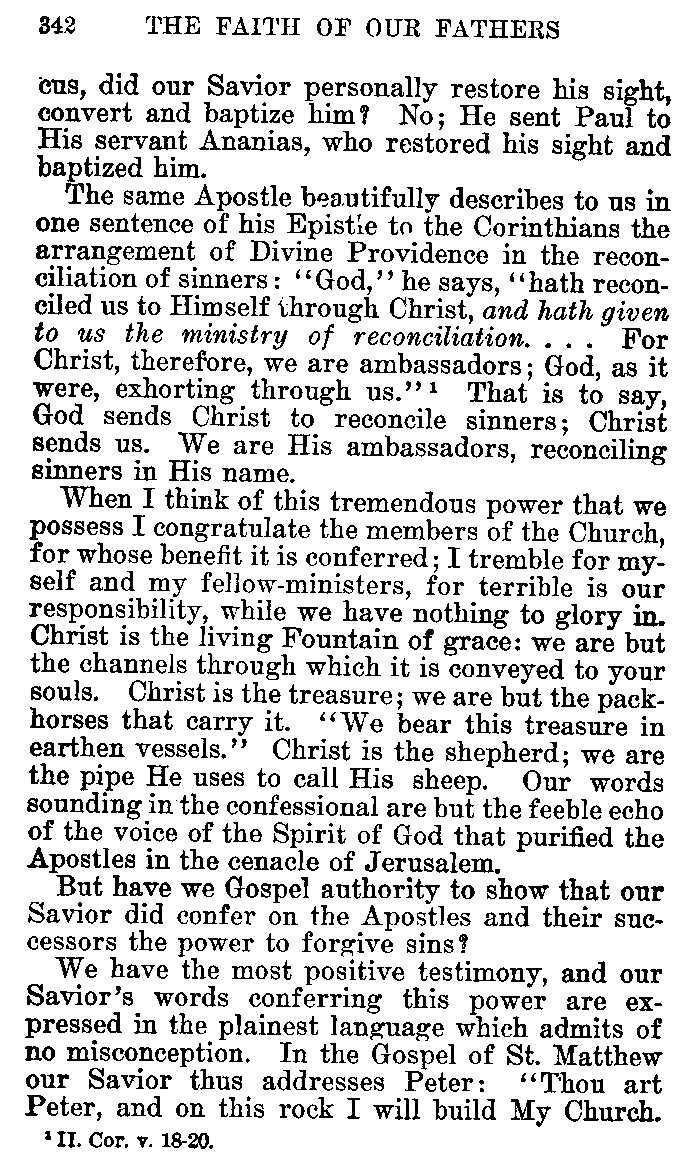 342 THE FAITH OF OUR FATHERS
cus, did our Savior personally restore his sight,
convert and baptize him? No; He sent Paul to
His servant Ananias, who restored his sight and
baptized him.
The same Apostle beautifully describes to us in
one sentence of his Epistle to the Corinthians the
arrangement of Divine Providence in the recon-
ciliation of sinners: “God,” he says, “hath recon-
ciled us to Himself through Christ, and hath given
to us the ministry of reconciliation. . . . For
Christ, therefore, we are ambassadors; God, as it
were, exhorting through us.”¹ That is to say,
God sends Christ to reconcile sinners; Christ
sends us. We are His ambassadors, reconciling
sinners in His name.
When I think of this tremendous power that we
possess I congratulate the members of the Church,
for whose benefit it is conferred; I tremble for my-
self and my fellow-ministers, for terrible is our
responsibility, while we have nothing to glory in.
Christ is the living Fountain of grace: we are but
the channels through which it is conveyed to your
souls. Christ is the treasure; we are but the pack-
horses that carry it. “We bear this treasure in
earthen vessels.” Christ is the shepherd; we are
the pipe He uses to call His sheep. Our words
sounding in the confessional are but the feeble echo
of the voice of the Spirit of God that purified the
Apostles in the cenacle of Jerusalem.
But have we Gospel authority to show that our
Savior did confer on the Apostles and their suc-
cessors the power to forgive sins?
We have the most positive testimony, and our
Savior’s words conferring this power are ex-
pressed in the plainest language which admits of
no misconception. In the Gospel of St. Matthew
our Savior thus addresses Peter: “Thou art
Peter, and on this rock I will build My Church.
¹ II. Cor. v. 18-20.